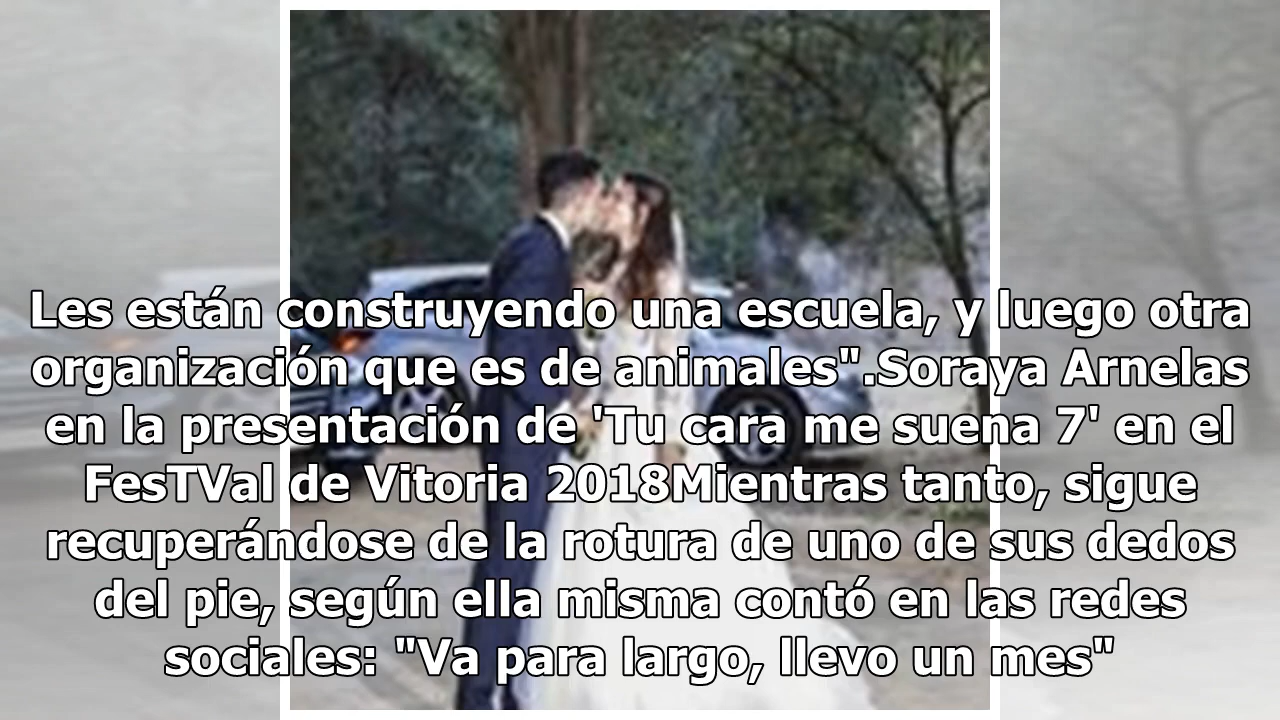 Les están construyendo una escuela, y luego otra
organización que es de animales".Soraya Arnelas
en la presentación de 'Tu cara me suena 7' en el
FesTVal de Vitoria 2018Mientras tanto, sigue
recuperándose de la rotura de uno de sus dedos
del pie, según ella misma contó en las redes
sociales: "Va para largo, llevo un mes"